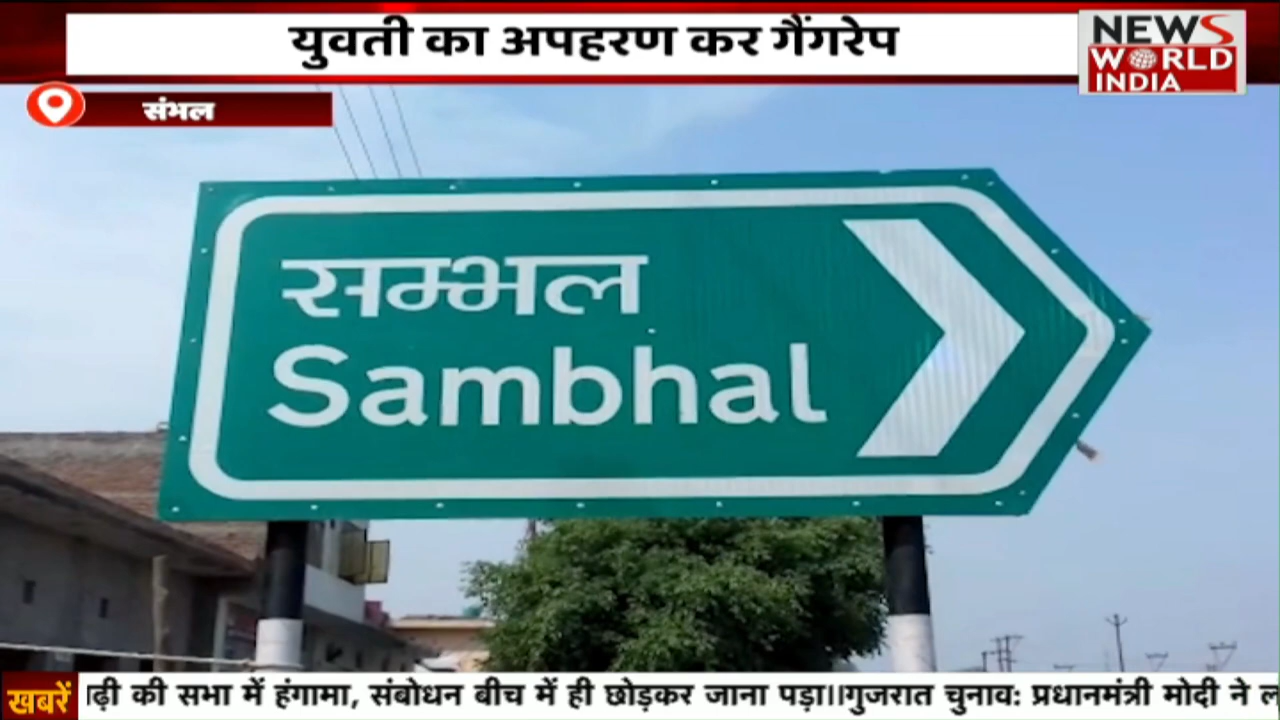 युवती का अपहरण कर गैंगरेप
NEWS
WORLD
INDIA
संभल
सम्भल
Sambhal
खबरें
ढ़ी की सभा में हंगामा, संबोधन बीच में ही छोड़कर जाना पड़ा।।गुजरात चुनाव: प्रधानमंत्री मोदी ने